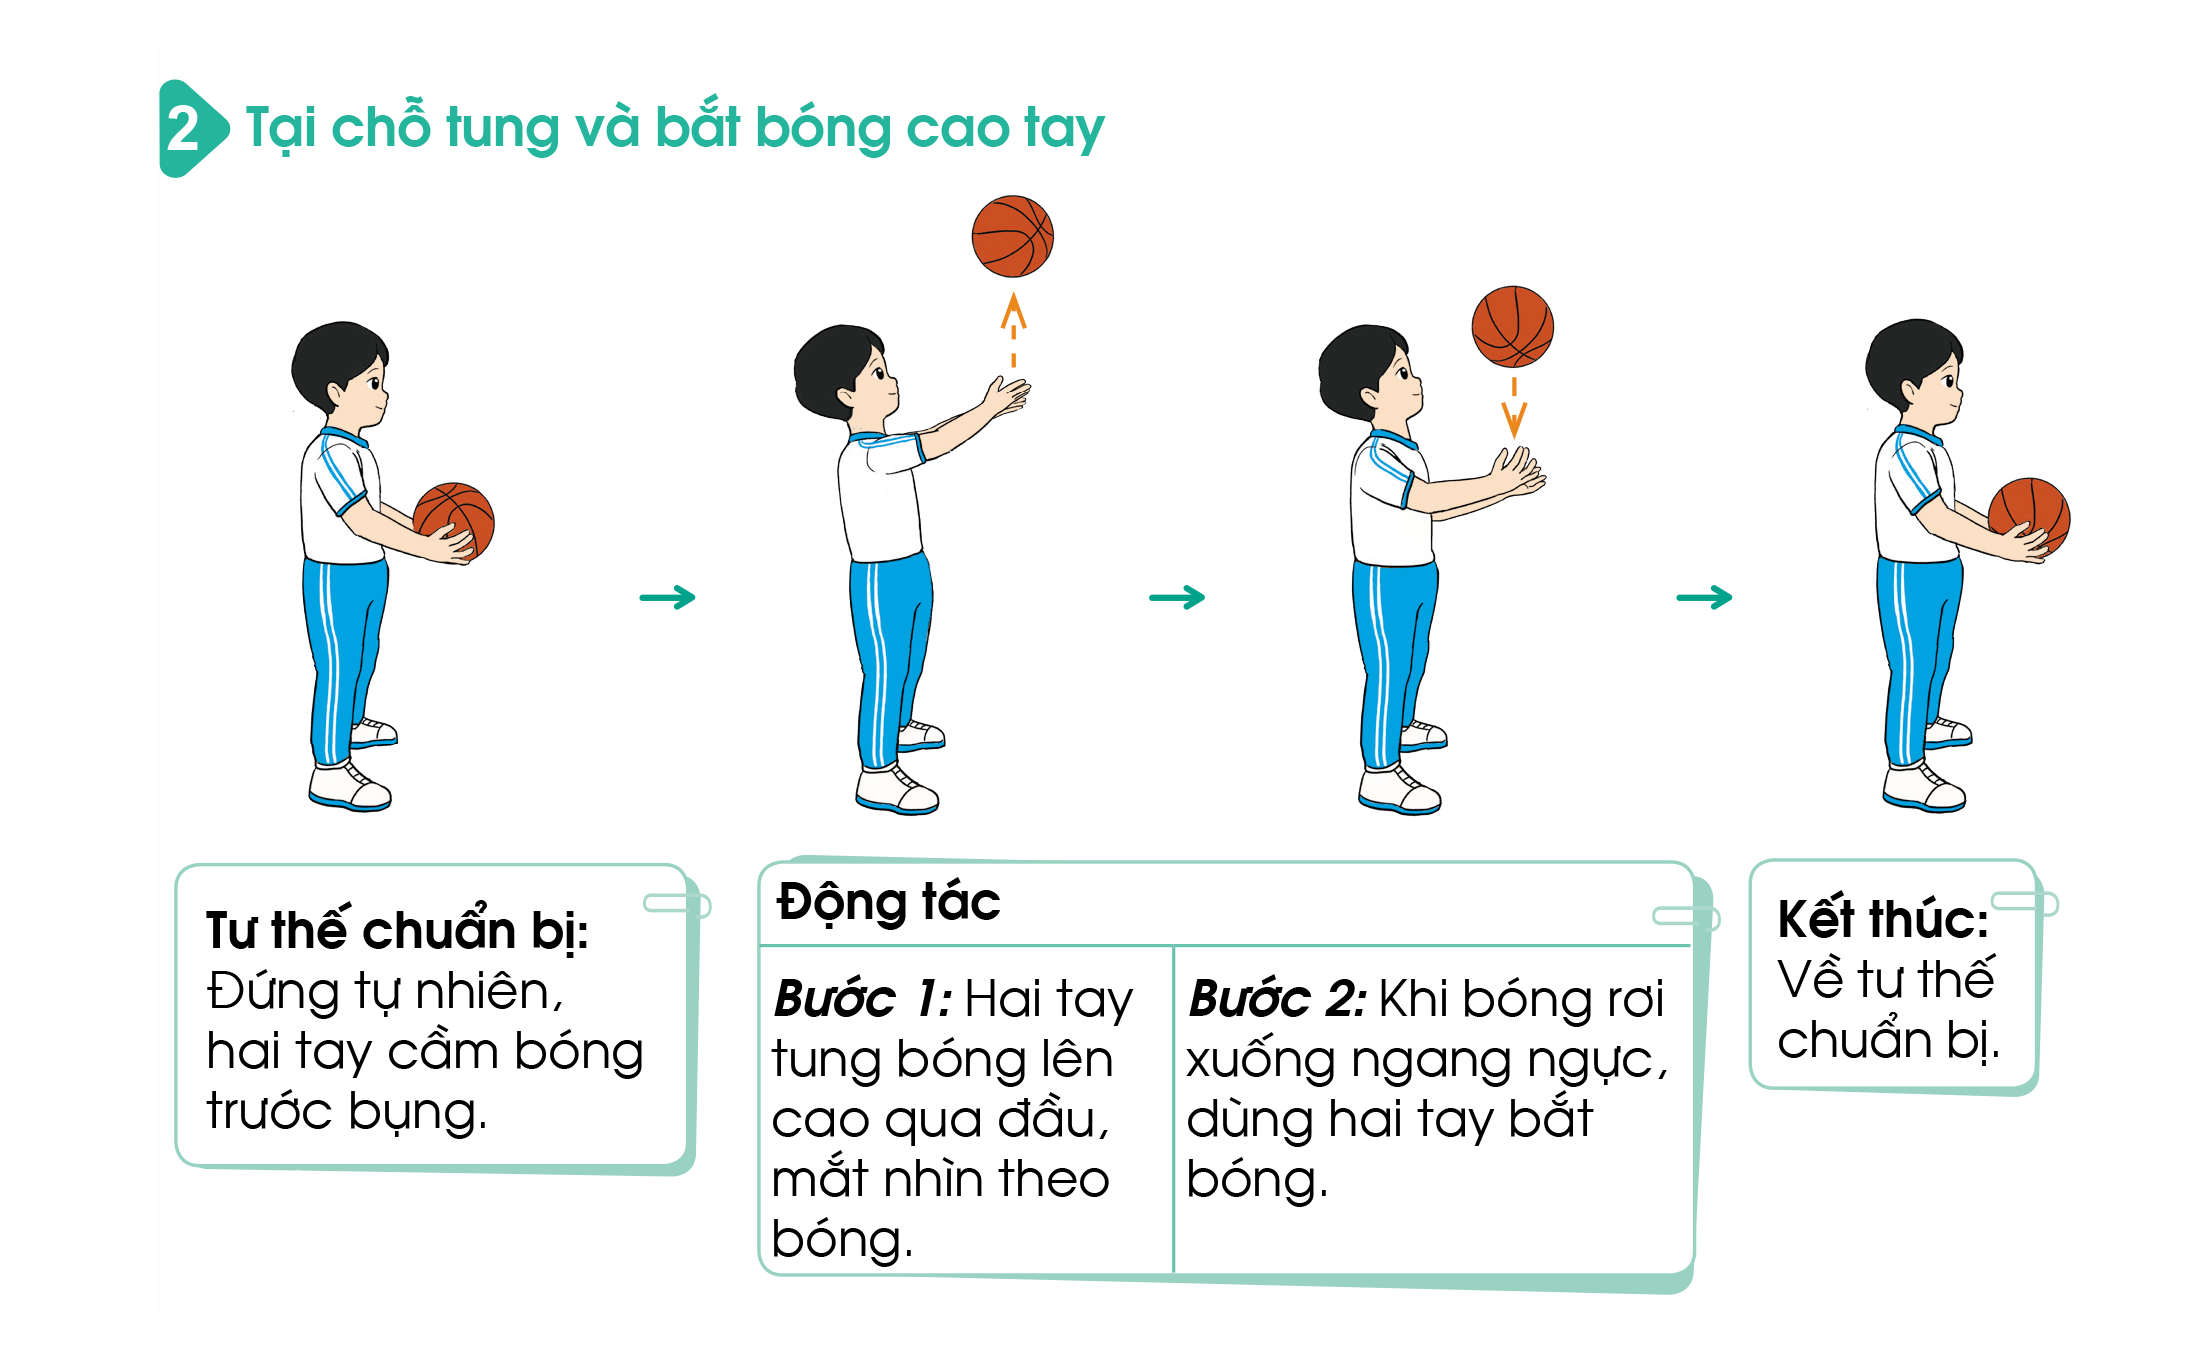 2 Tại chỗ tung và bắt bóng cao tay
Tư thế chuẩn bị:
Đứng tự nhiên,
hai tay cầm bóng
trước bụng.
Động tác
Bước 1: Hai tay
tung bóng lên
cao qua đầu,
mắt nhìn theo
bóng.
Bước 2: Khi bóng rơi
xuống ngang ngực,
dùng hai tay bắt
bóng.
Kết thúc:
Về tư thế
chuẩn bị.